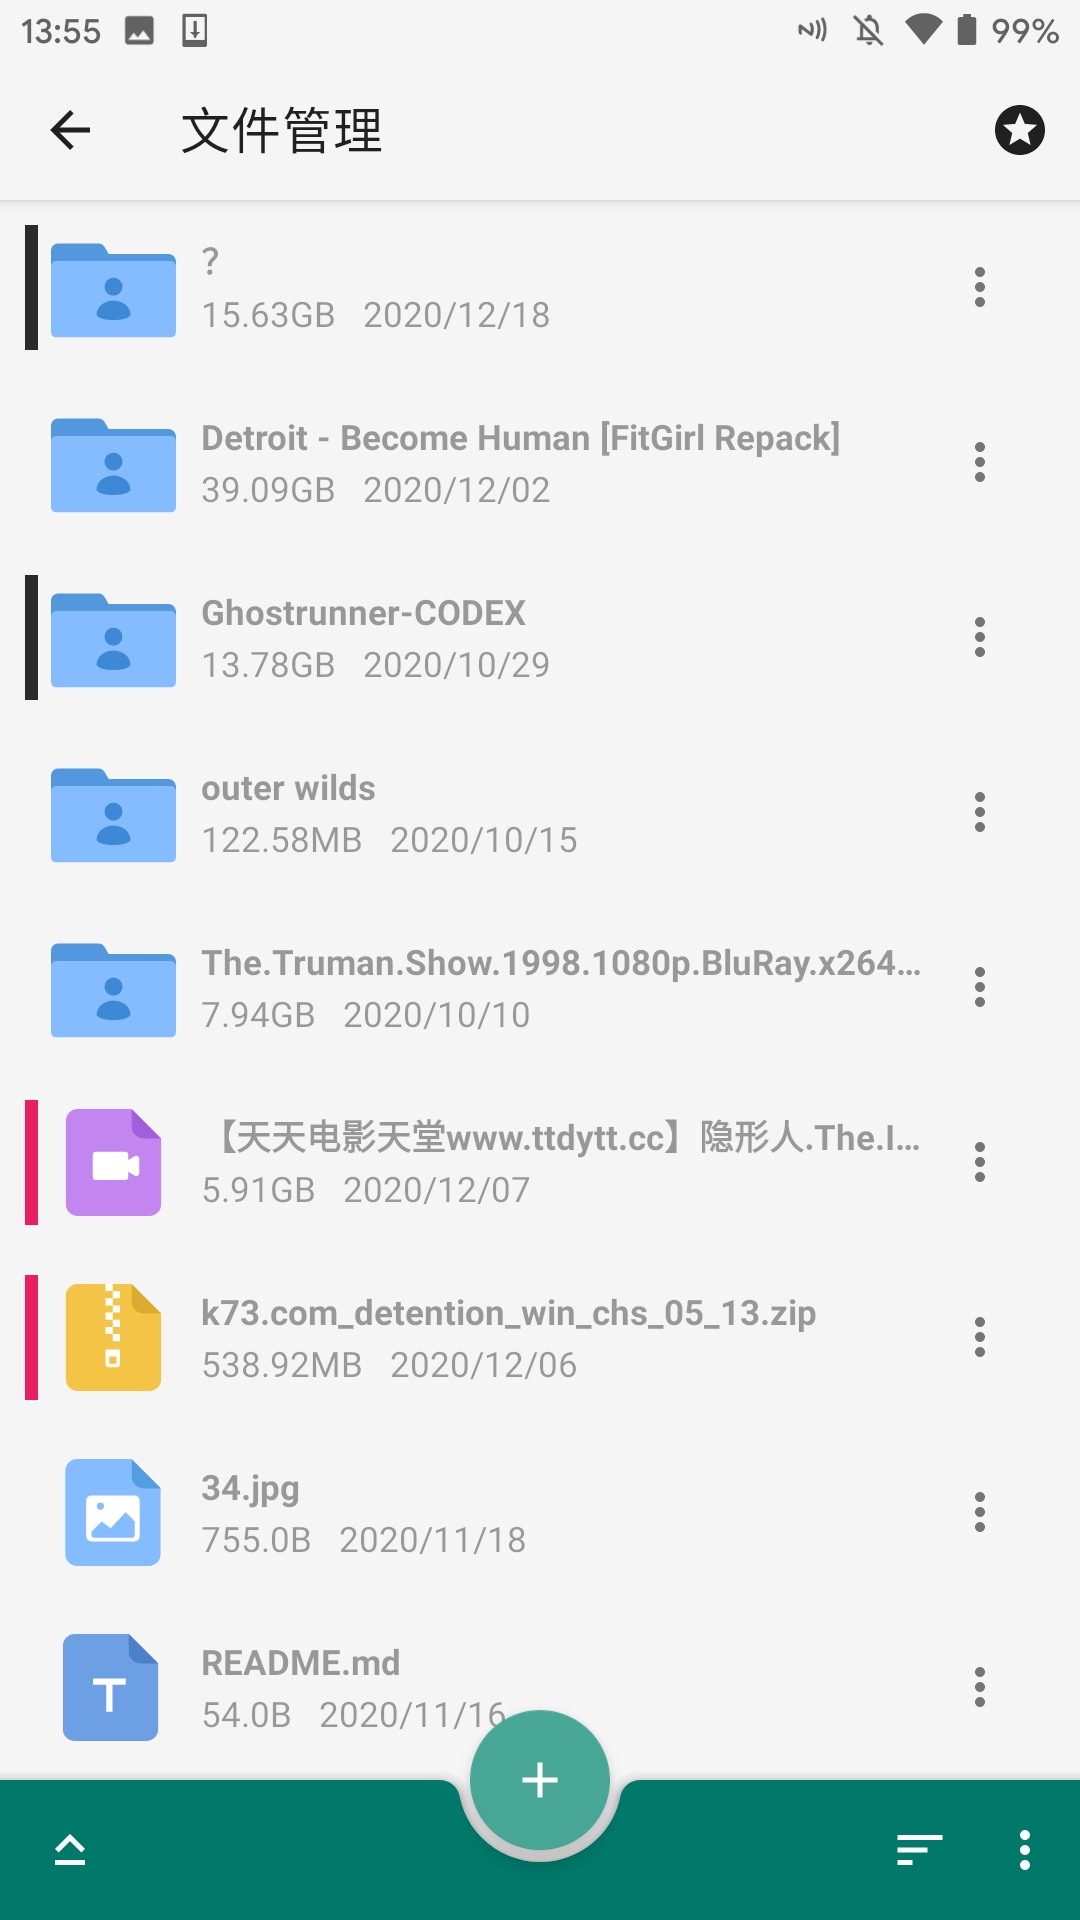 13:55
99%
文件管理
?
15.63GB 2020/12/18
Detroit - Become Human [FitGirl Repack]
39.09GB 2020/12/02
Ghostrunner-CODEX
13.78GB 2020/10/29
outer wilds
122.58MB 2020/10/15
The.Truman.Show.1998.1080p.BluRay.x264...
7.94GB 2020/10/10
【天天电影天堂www.ttdytt.cc】隐形人.The.I...
5.91GB 2020/12/07
k73.com_detention_win_chs_05_13.zip
538.92MB 2020/12/06
34.jpg
755.0B 2020/11/18
README.md
54.0B 2020/11/16
T